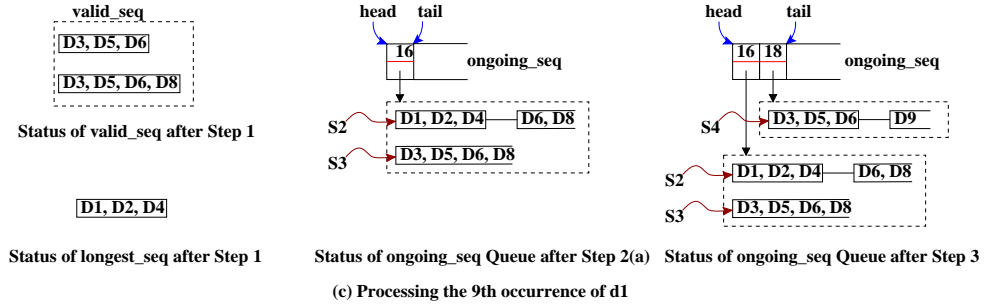 valid_seq
D3, D5, D6
D3, D5, D6, D8
Status of valid_seq after Step 1
D1, D2, D4
Status of longest_seq after Step 1
head tail
16
ongoing_seq
S2 D1, D2, D4 D6, D8
S3 D3, D5, D6, D8
Status of ongoing_seq Queue after Step 2(a)
head tail
16 18
ongoing_seq
S4 D3, D5, D6 D9
S2 D1, D2, D4 D6, D8
S3 D3, D5, D6, D8
Status of ongoing_seq Queue after Step 3
(c) Processing the 9th occurrence of d1